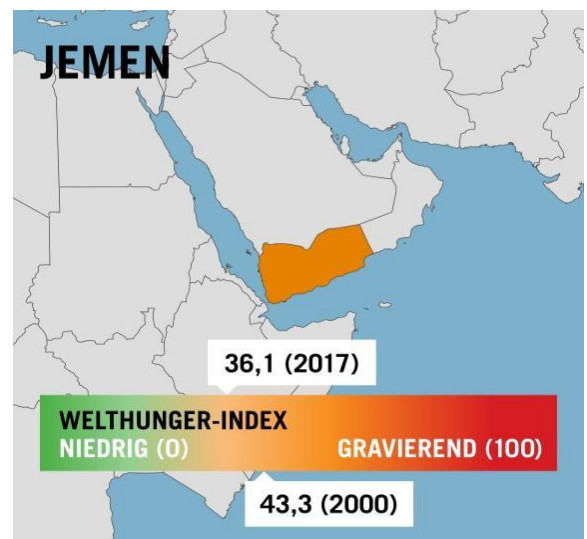 JEMEN
36,1 (2017)
WELTHUNGER-INDEX
NIEDRIG (0) GRAVIEREND (100)
43,3 (2000)